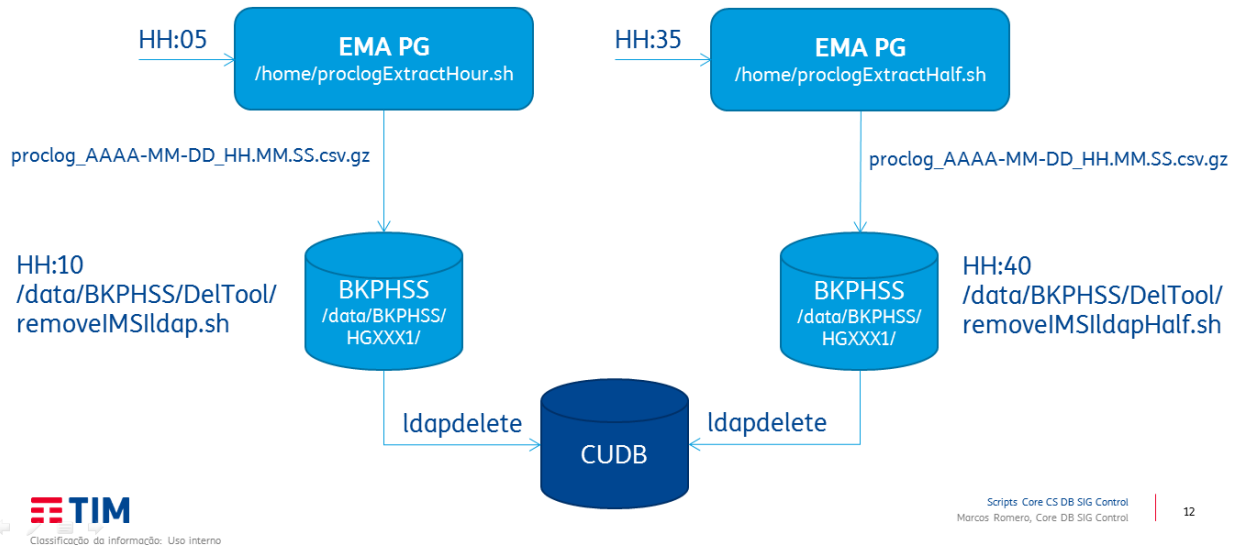 HH:05
EMA PG
/home/proclogExtractHour.sh
HH:35
EMA PG
/home/proclogExtractHalf.sh
proclog_AAAA-MM-DD_HH.MM.SS.csv.gz
proclog_AAAA-MM-DD_HH.MM.SS.csv.gz
HH:10
/data/BKPHSS/DelTool/
removeIMSIldap.sh
BKPHSS
/data/BKPHSS/
HGXXX1/
BKPHSS
/data/BKPHSS/
HGXXX1/
HH:40
/data/BKPHSS/DelTool/
removeIMSIldapHalf.sh
ldapdelete
ldapdelete
CUDB
TIM
Classificação da informação: Uso interno
Scripts Core CS DB SIG Control
Marcos Romero, Core DB SIG Control
12